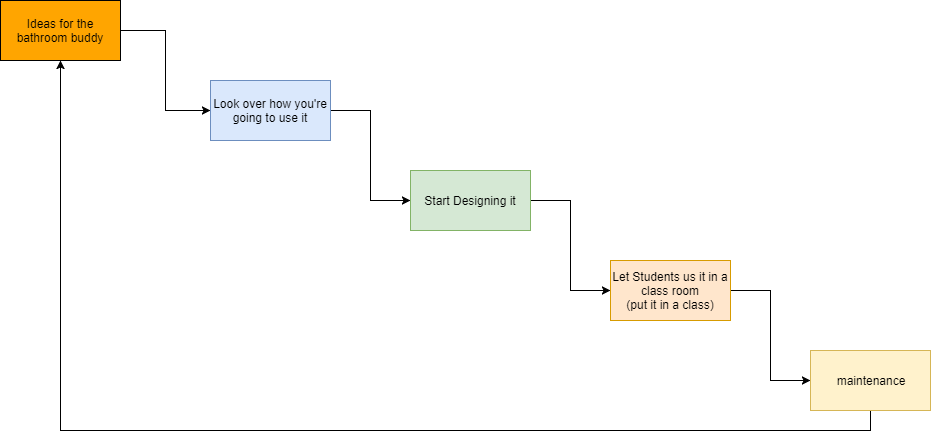 Ideas for the
bathroom buddy
Look over how you're
going to use it
Start Designing it
Let Students us it in a
class room
(put it in a class)
maintenance